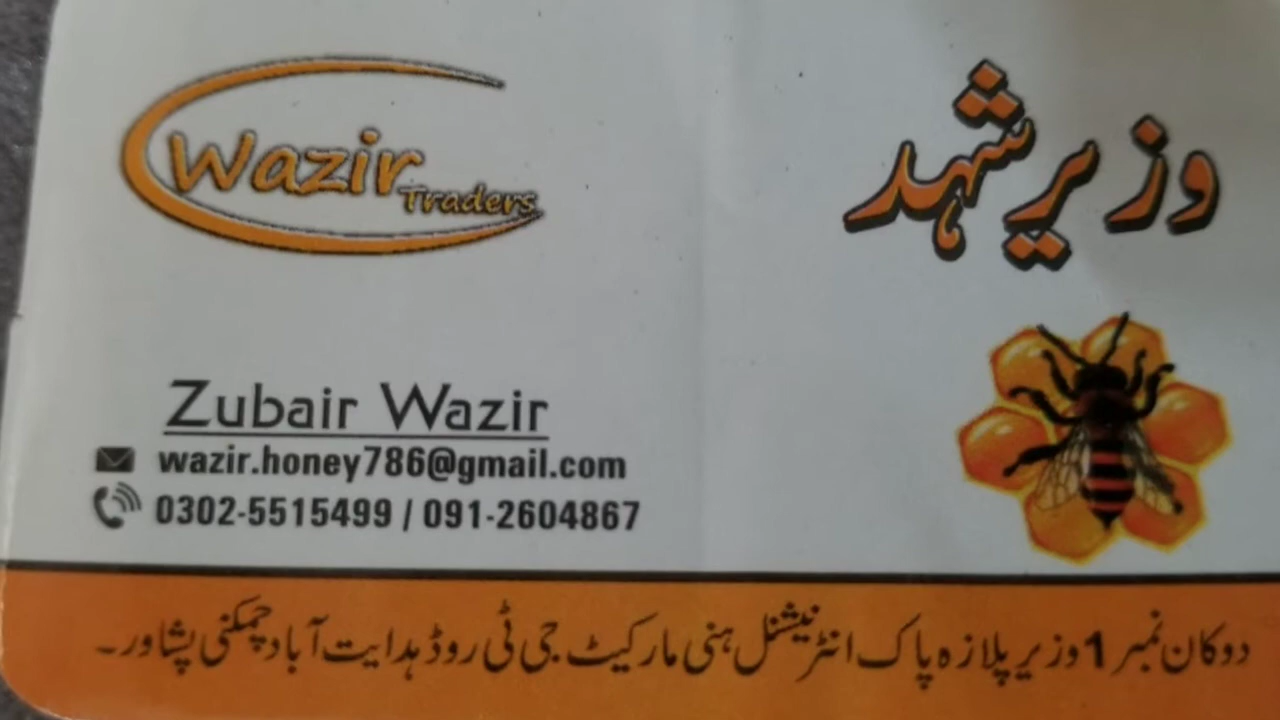 Wazir Traders
وزیر شہد
Zubair Wazir
wazir.honey786@gmail.com
0302-5515499 / 091-2604867
دوکان نمبر 1 وزیر پلازہ پاک انٹرنیشنل ہنی مارکیٹ جی ٹی روڈ ہدایت آباد چمکنی پشاور۔